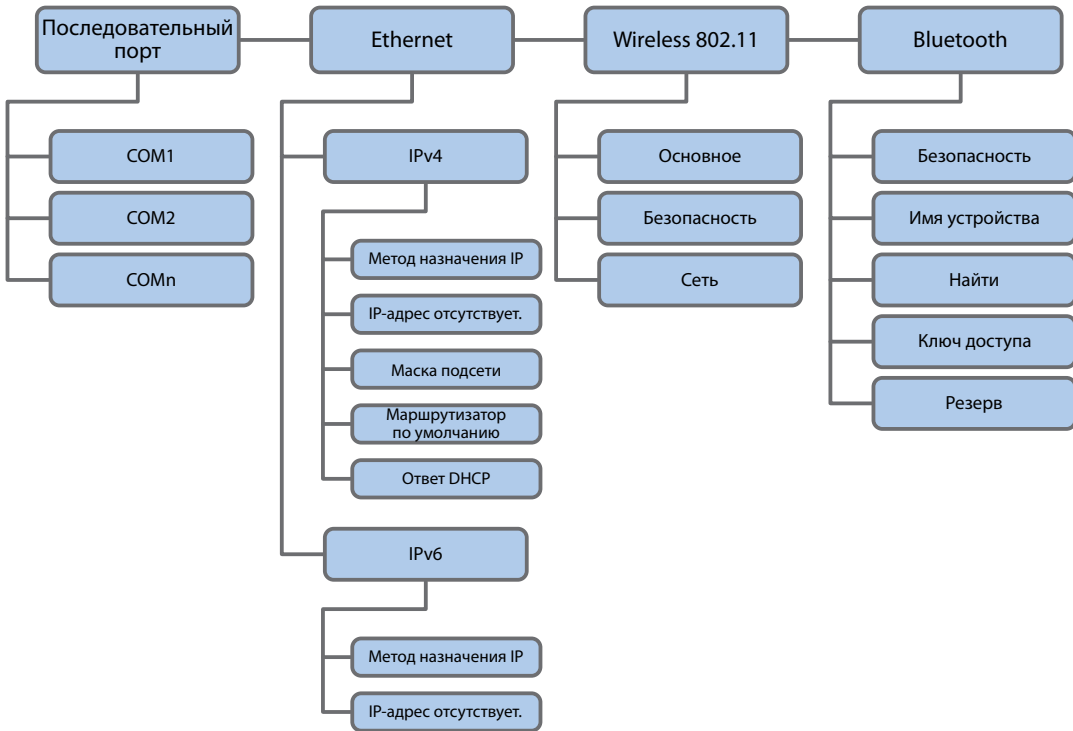 Последовательный
порт
Ethernet
Wireless 802.11
Bluetooth
COM1
COM2
COMn
IPv4
Метод назначения IP
IP-адрес отсутствует.
Маска подсети
Маршрутизатор
по умолчанию
Ответ DHCP
IPv6
Метод назначения IP
IP-адрес отсутствует.
Основное
Безопасность
Сеть
Безопасность
Имя устройства
Найти
Ключ доступа
Резерв